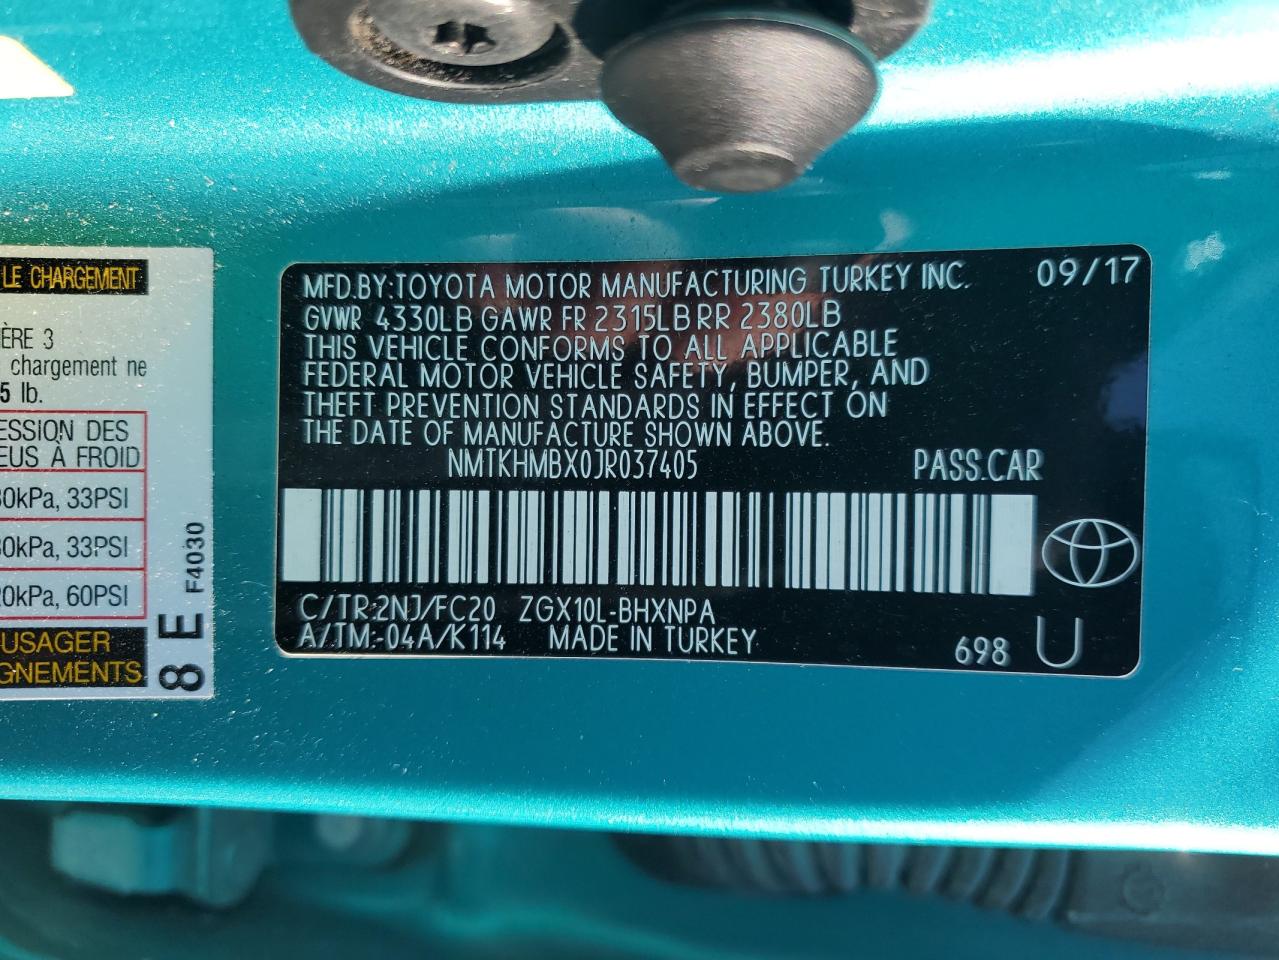 LE CHARGEMENT
ÈRE 3
chargement ne
5 lb.
ESSION DES
EUS À FROID
30kPa, 33PSI
30kPa, 33PSI
20kPa, 60PSI
USAGER
GNEMENTS
8 E
F4030
MFD.BY:TOYOTA MOTOR MANUFACTURING TURKEY INC. 09/17
GVWR 4330LB GAWR FR 2315LB RR 2380LB
THIS VEHICLE CONFORMS TO ALL APPLICABLE
FEDERAL MOTOR VEHICLE SAFETY, BUMPER, AND
THEFT PREVENTION STANDARDS IN EFFECT ON
THE DATE OF MANUFACTURE SHOWN ABOVE.
NMTKHMBX0JR037405 PASS.CAR
C/TR:2NJ/FC20 ZGX10L-BHXNPA
A/TM:-04A/K114 MADE IN TURKEY 698 U